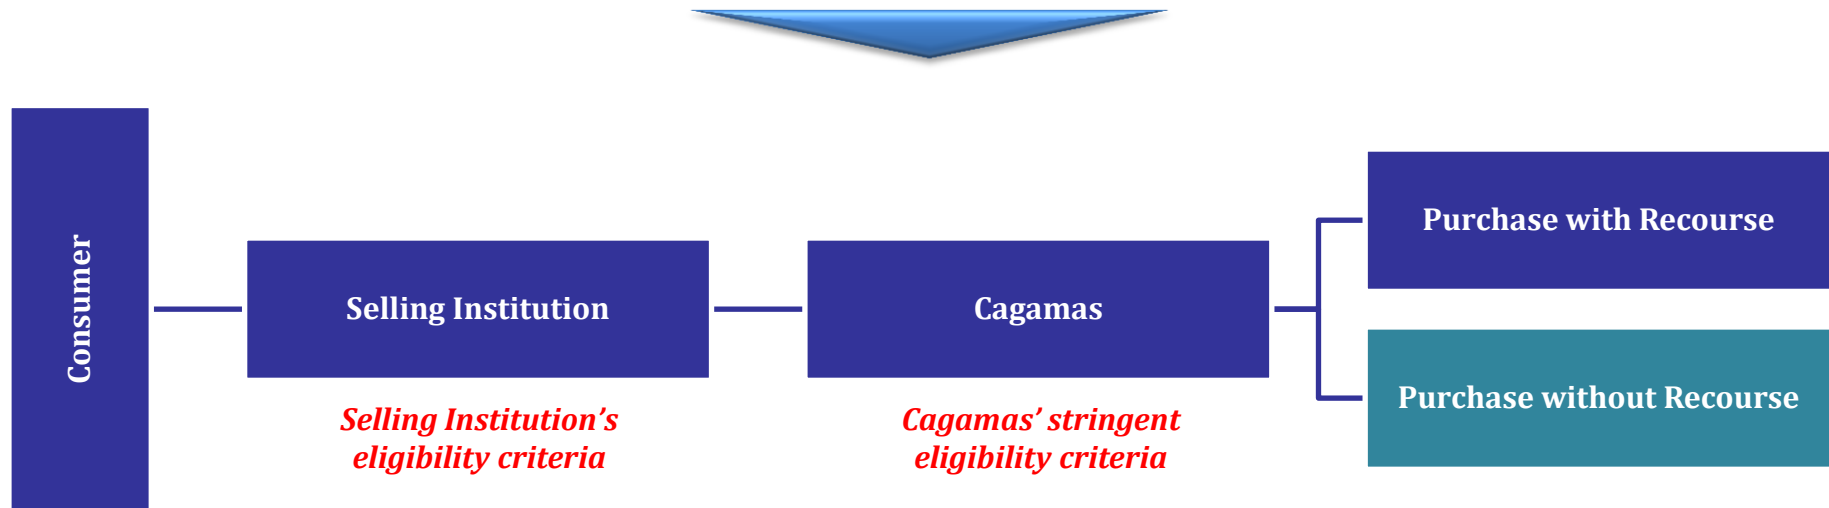 Consumer
Selling Institution
Selling Institution’s
eligibility criteria
Cagamas
Cagamas’ stringent
eligibility criteria
Purchase with Recourse
Purchase without Recourse